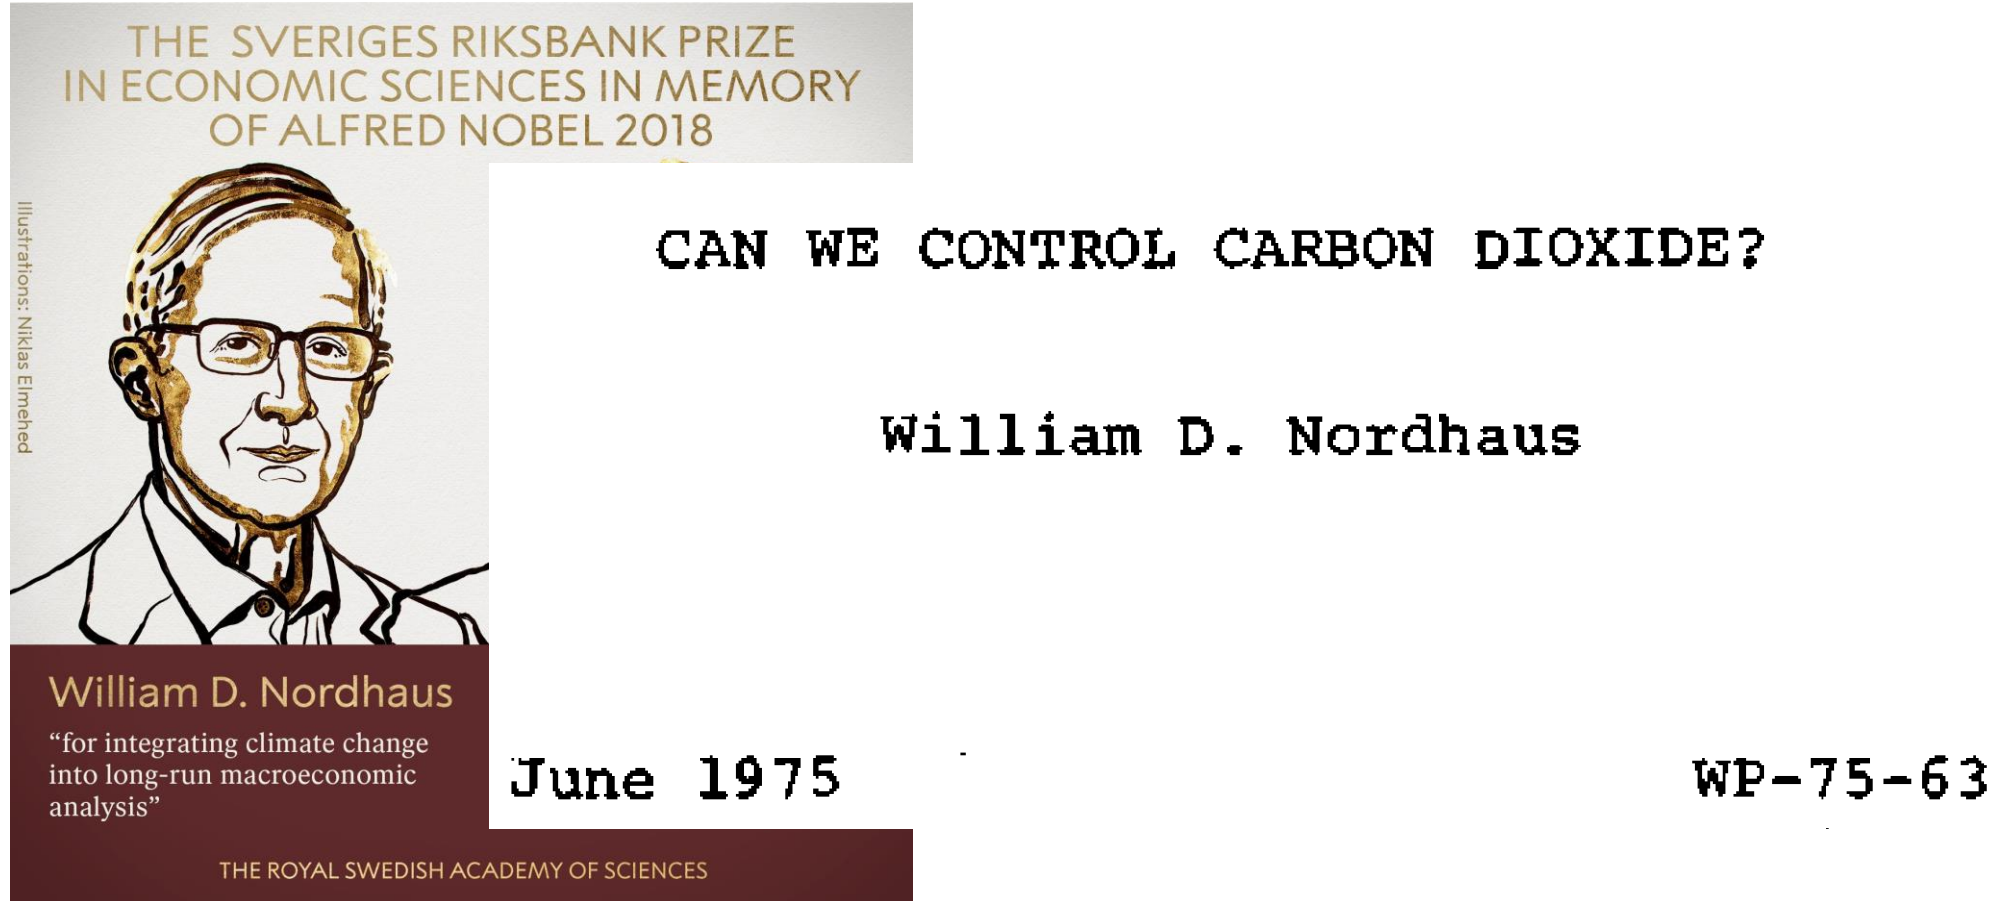 THE SVERIGES RIKSBANK PRIZE
IN ECONOMIC SCIENCES IN MEMORY
OF ALFRED NOBEL 2018
Illustrations: Niklas Elmehed
William D. Nordhaus
“for integrating climate change
into long-run macroeconomic
analysis”
THE ROYAL SWEDISH ACADEMY OF SCIENCES
CAN WE CONTROL CARBON DIOXIDE?
William D. Nordhaus
June 1975
WP-75-63